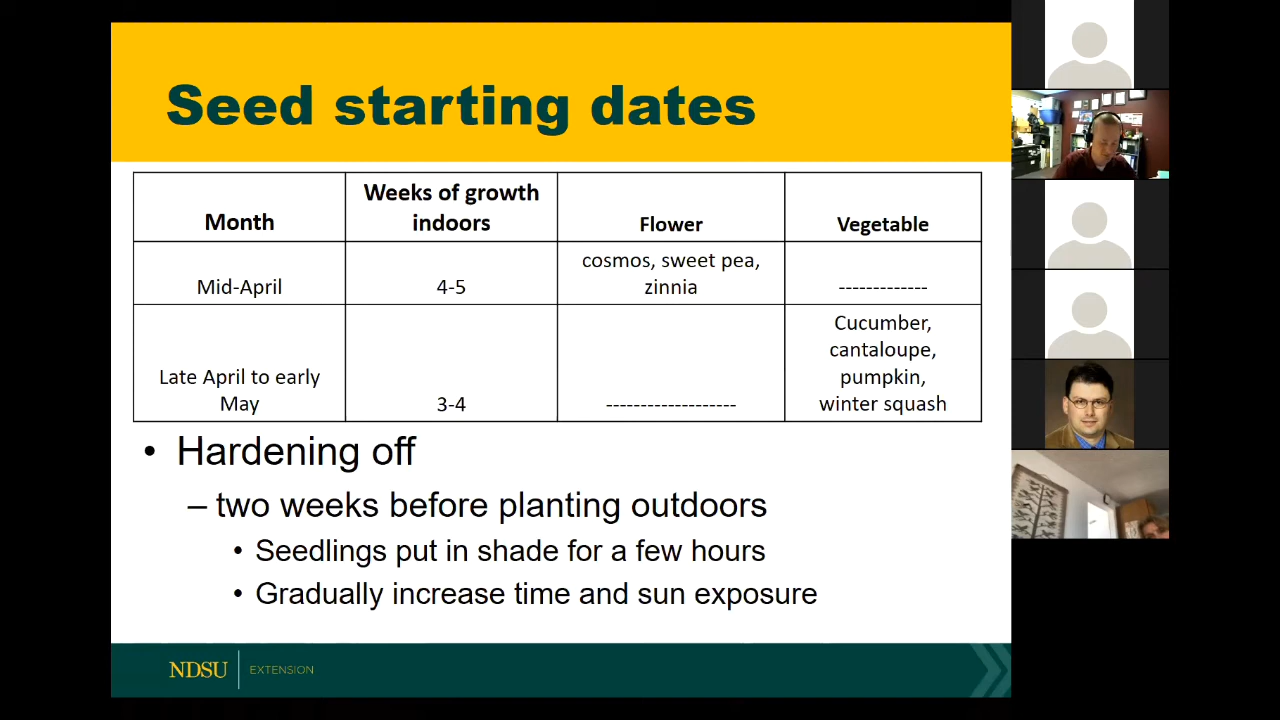 Seed starting dates
Month
Weeks of growth
indoors
Flower
Vegetable
Mid-April
4-5
cosmos, sweet pea,
zinnia
-------------
Late April to early
May
3-4
-------------------
Cucumber,
cantaloupe,
pumpkin,
winter squash
• Hardening off
– two weeks before planting outdoors
• Seedlings put in shade for a few hours
• Gradually increase time and sun exposure
NDSU EXTENSION